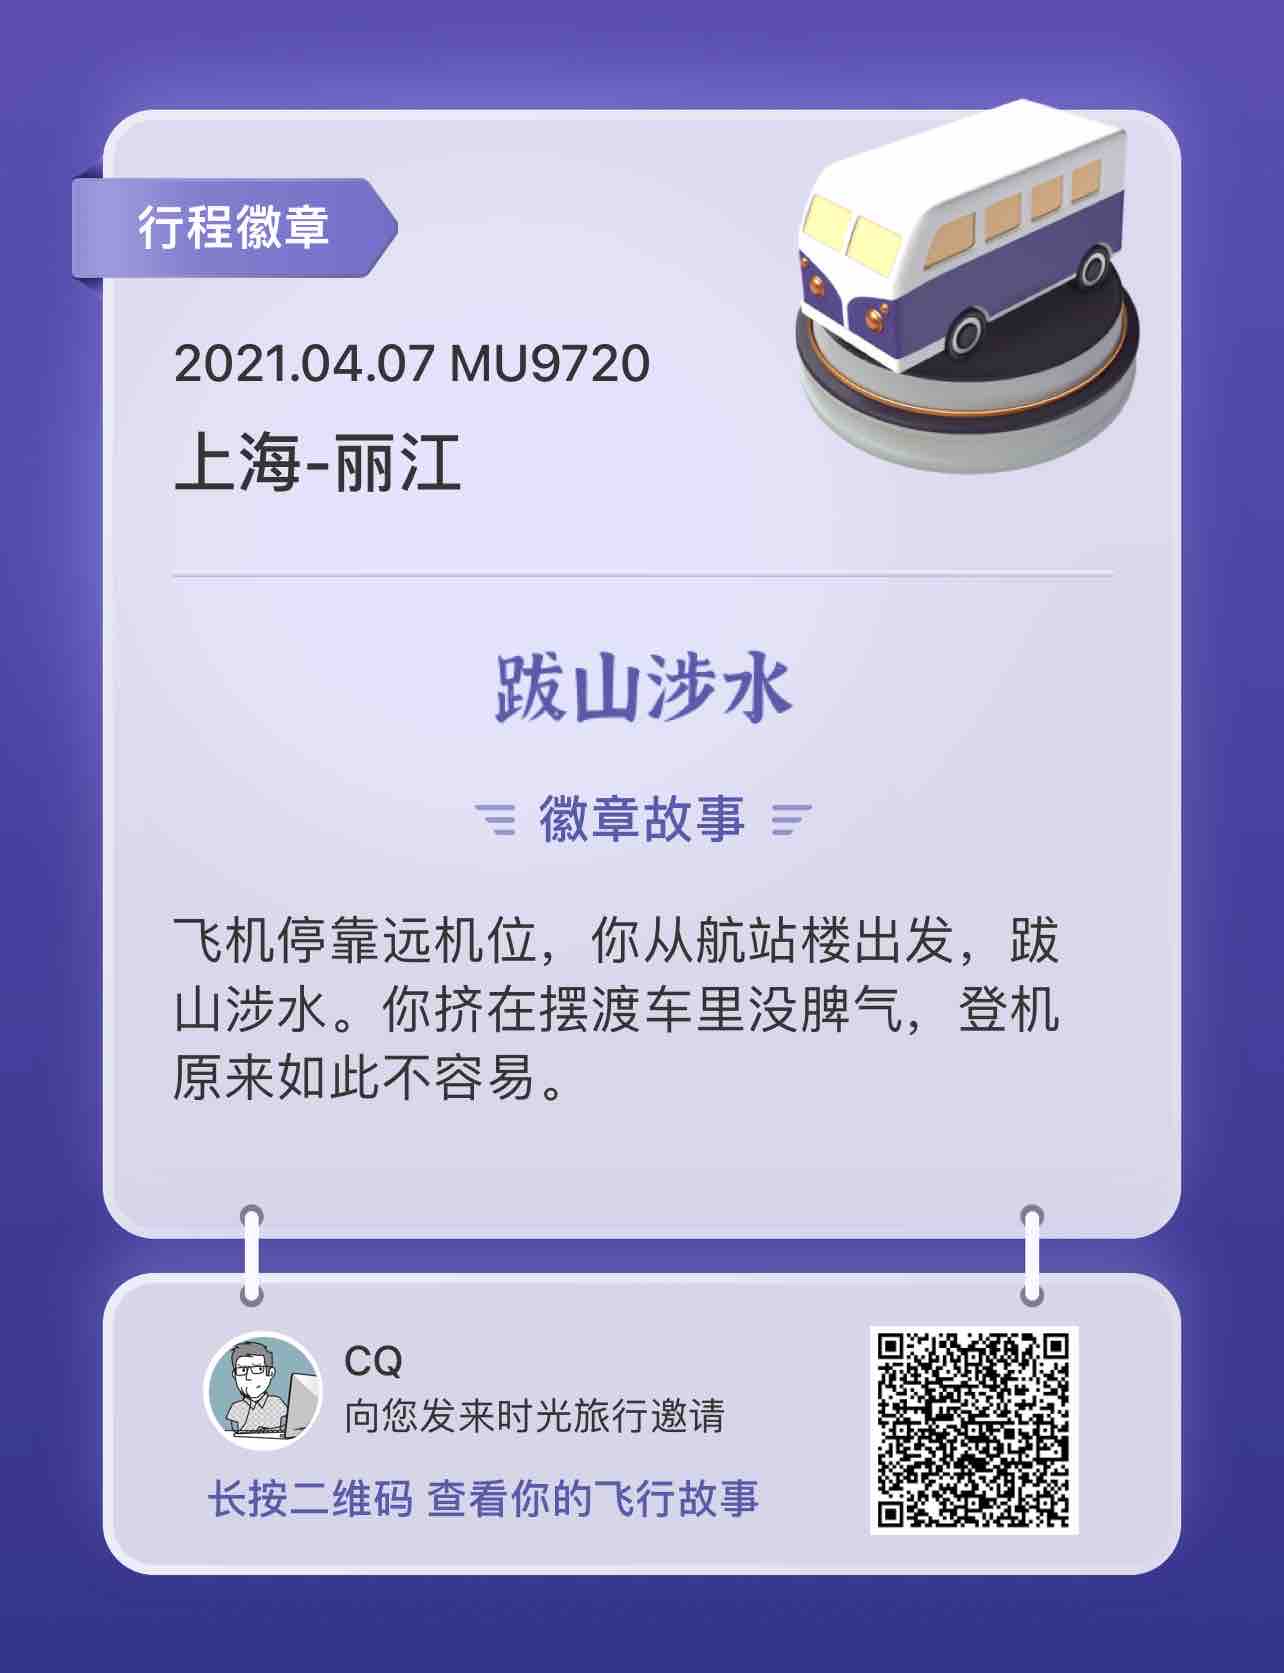 行程徽章
2021.04.07 MU9720
上海-丽江
跋山涉水
徽章故事
飞机停靠远机位，你从航站楼出发，跋
山涉水。你挤在摆渡车里没脾气，登机
原来如此不容易。
CQ
向您发来时光旅行邀请
长按二维码 查看你的飞行故事